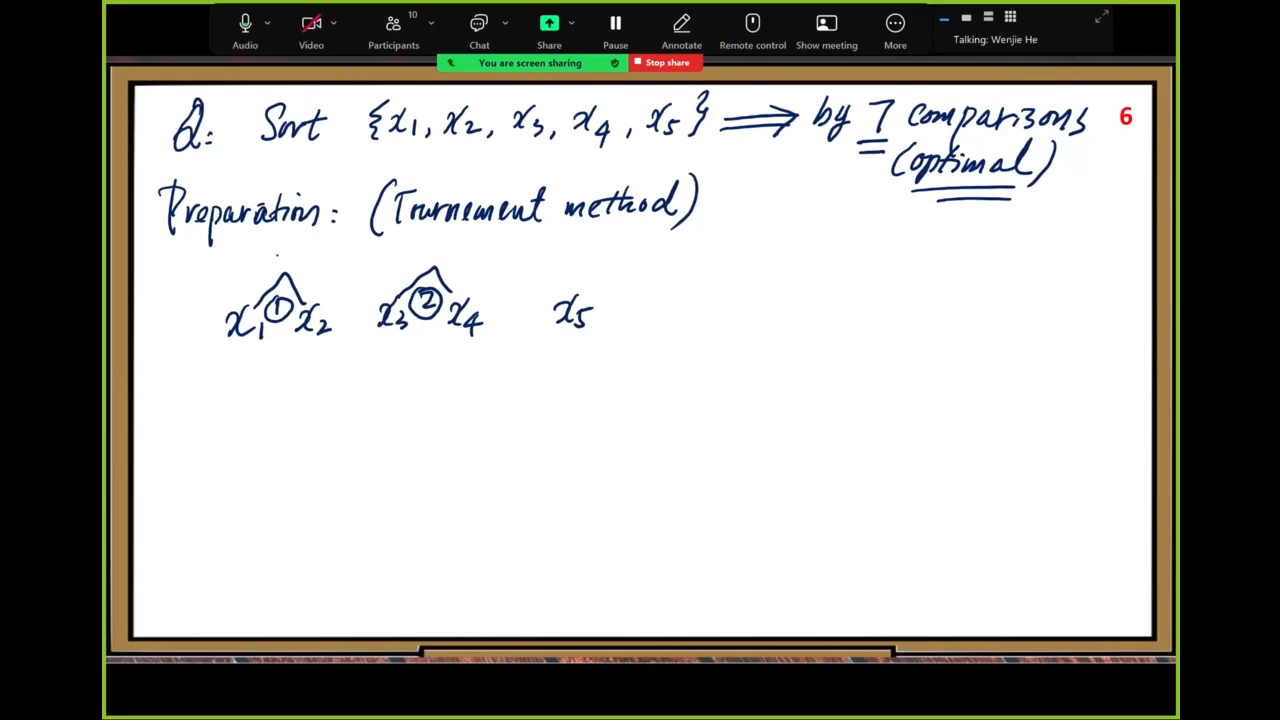 10
Audio Video Participants Chat Share Pause Annotate Remote control Show meeting More
Talking: Wenjie He
You are screen sharing Stop share
Q: Sort {x1, x2, x3, x4, x5} ⟹ by 7 comparisons 6
(optimal)
Preparation: (Trurnement method)
x1 ① x2 x3 ② x4 x5